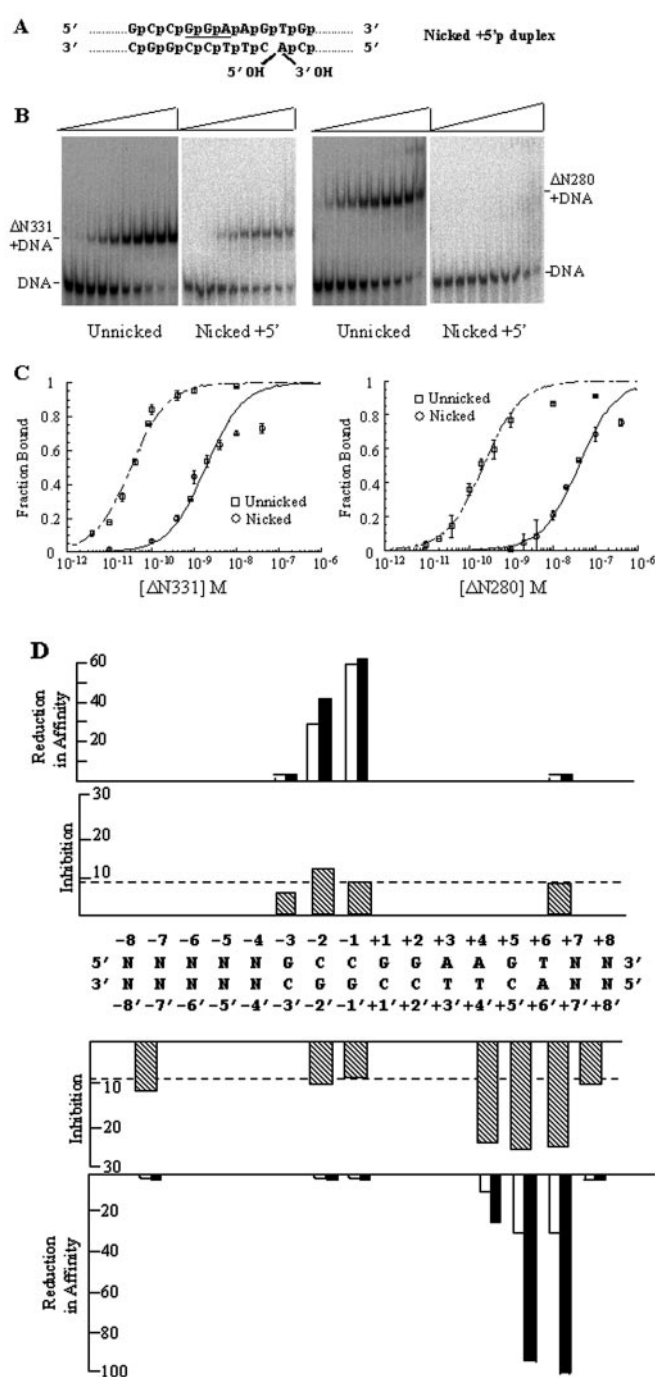 A
5′ ...........GpCpCpGpGpApApGpTpGp............ 3′
3′ ...........CpGpGpCpCpTpTpC ApCp............ 5′
5′OH 3′OH
Nicked +5′p duplex
B
ΔN331
+DNA
DNA
ΔN280
+DNA
DNA
Unnicked Nicked +5′ Unnicked Nicked +5′
C
Fraction Bound
1
0.8
0.6
0.4
0.2
0
Unnicked
Nicked
10⁻¹² 10⁻¹¹ 10⁻¹⁰ 10⁻⁹ 10⁻⁸ 10⁻⁷ 10⁻⁶
[ΔN331] M
Fraction Bound
1
0.8
0.6
0.4
0.2
0
Unnicked
Nicked
10⁻¹² 10⁻¹¹ 10⁻¹⁰ 10⁻⁹ 10⁻⁸ 10⁻⁷ 10⁻⁶
[ΔN280] M
D
Reduction
in Affinity
60
40
20
Inhibition
30
20
10
−8 −7 −6 −5 −4 −3 −2 −1 +1 +2 +3 +4 +5 +6 +7 +8
5′ N N N N N G C C G G A A G T N N 3′
3′ N N N N N C G G C C T T C A N N 5′
−8′ −7′ −6′ −5′ −4′ −3′ −2′ −1′ +1′ +2′ +3′ +4′ +5′ +6′ +7′ +8′
Inhibition
10
20
30
Reduction
in Affinity
20
40
60
80
100